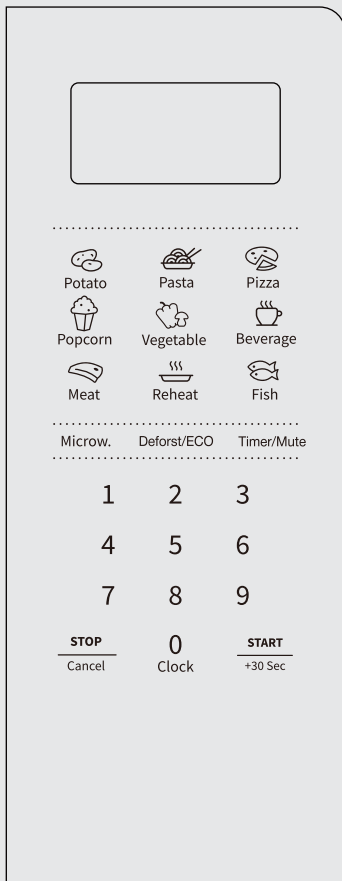 Potato Pasta Pizza
Popcorn Vegetable Beverage
Meat Reheat Fish
Microw. Deforst/ECO Timer/Mute
1 2 3
4 5 6
7 8 9
STOP 0 START
Cancel Clock +30 Sec